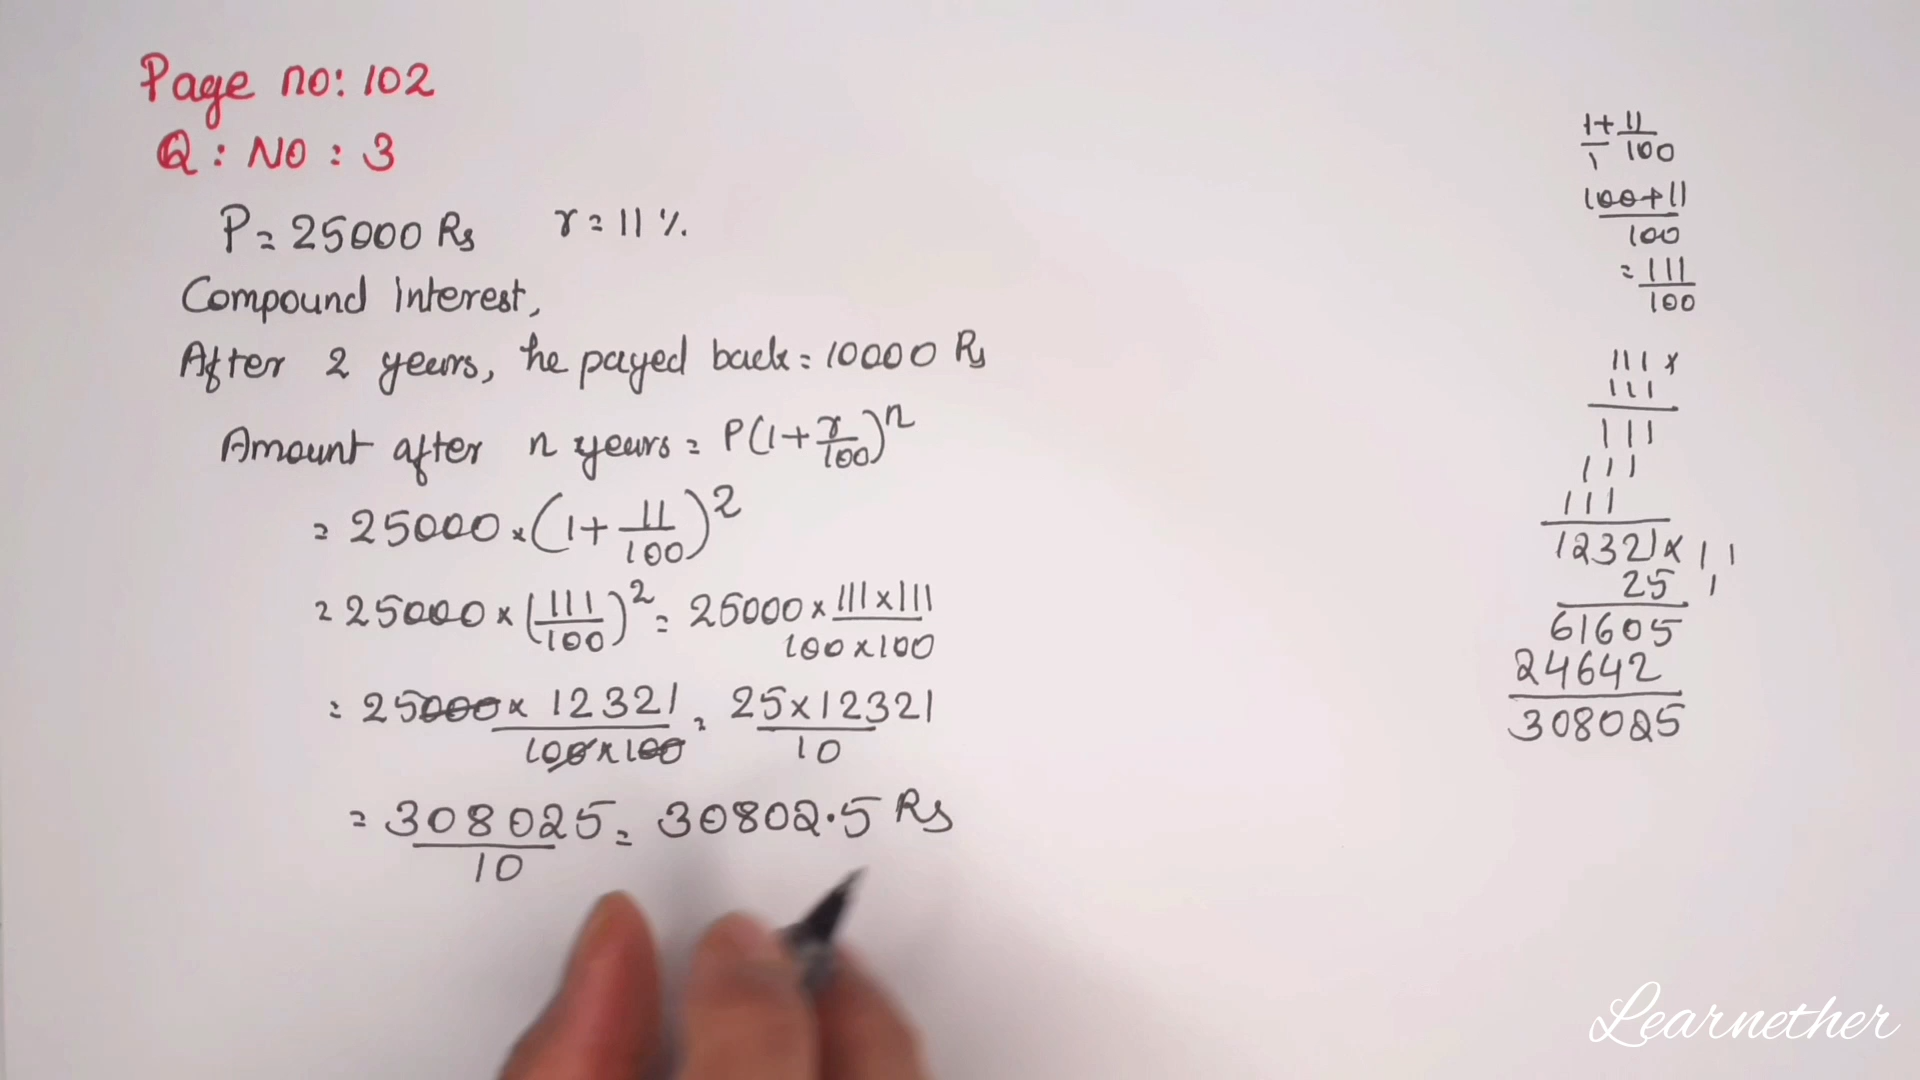 Page no: 102
Q: NO: 3
P = 25000 Rs r = 11 %.
Compound interest,
After 2 years, he payed back = 10000 Rs
Amount after n years = P(1 + r/100)^n
= 25000 × (1 + 11/100)^2
= 25000 × (111/100)^2 = 25000 × 111×111/100×100
= 25000 × 12321/100×100 = 25×12321/10
= 308025/10 = 30802.5 Rs
1/1 + 11/100
100+11/100
= 111/100
111 ×
111
111
111
111
12321 × 11
25 1
61605
24642
308025
Learnether